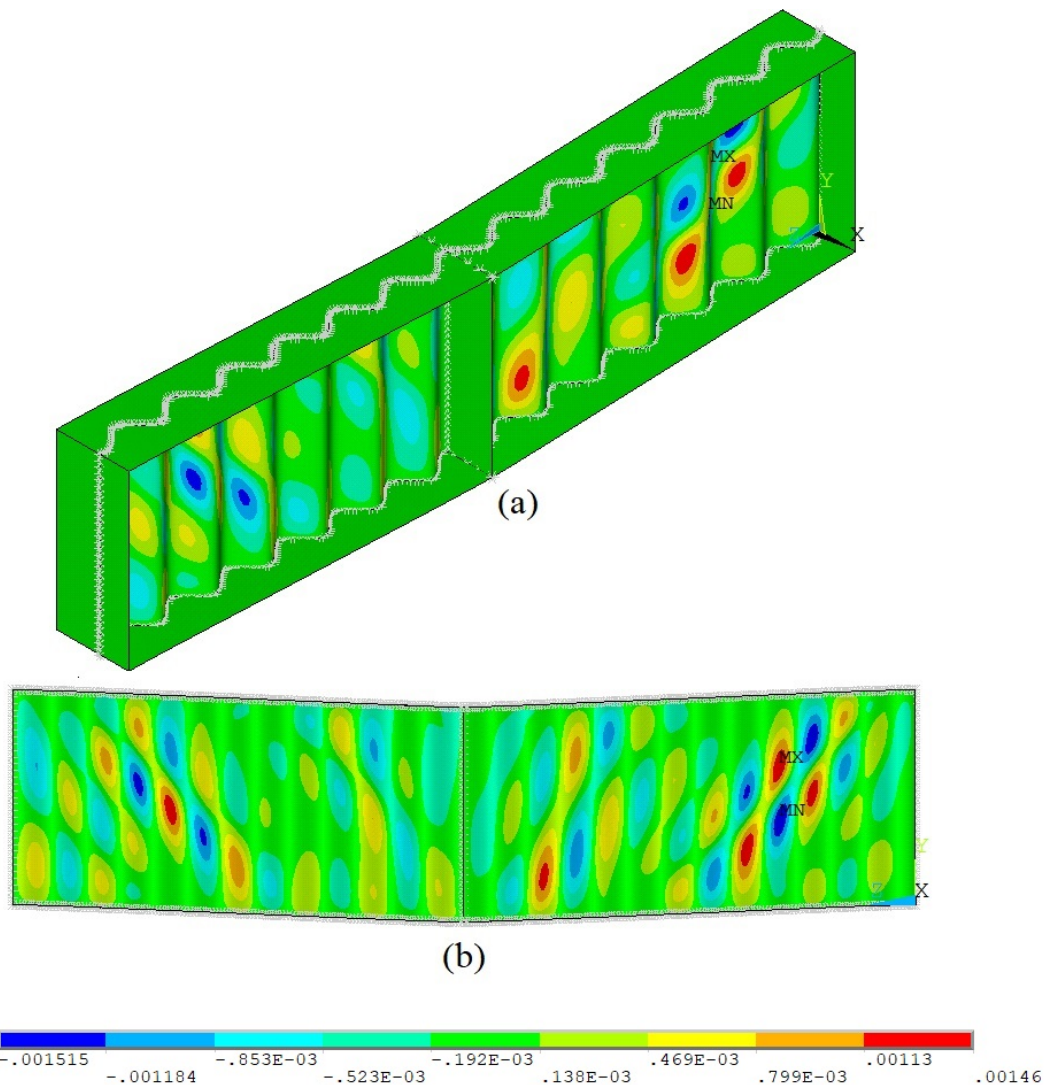 MX
MN
Y
Z
X
(a)
MX
MN
Y
Z
X
(b)
-.001515
-.001184
-.853E-03
-.523E-03
-.192E-03
.138E-03
.469E-03
.799E-03
.00113
.00146